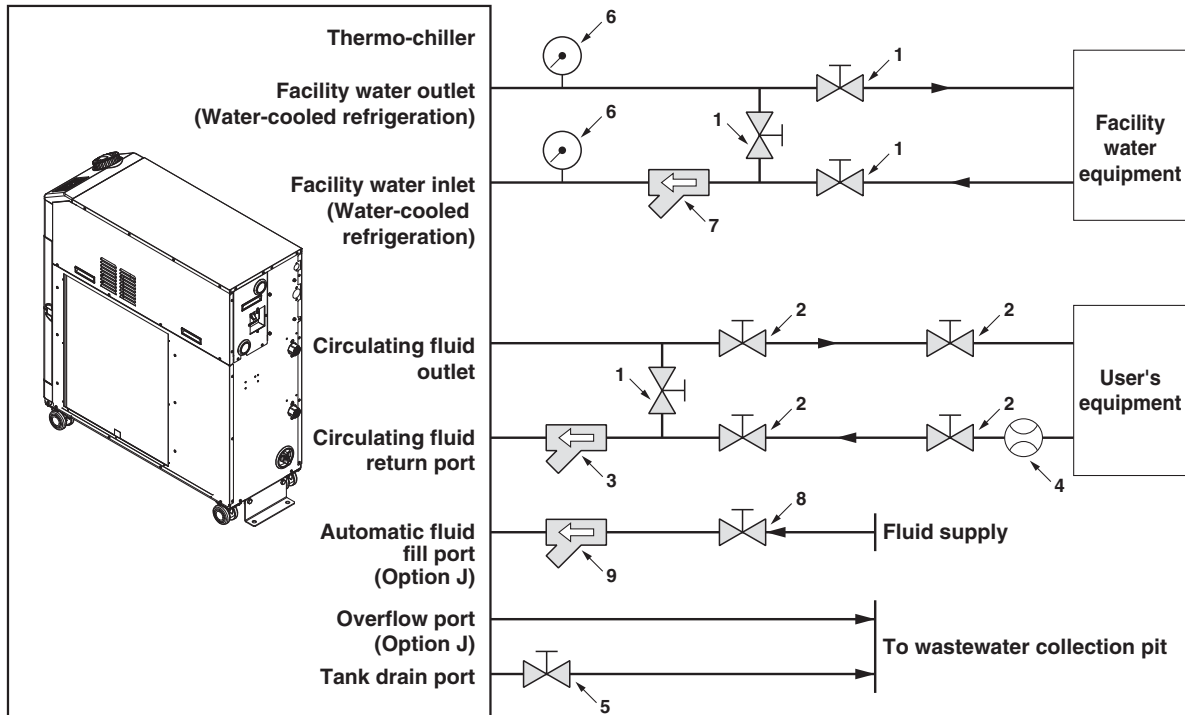 Thermo-chiller
6
1
Facility water outlet
(Water-cooled refrigeration)
6
1
1
Facility
water
equipment
Facility water inlet
(Water-cooled
refrigeration)
7
2
2
Circulating fluid
outlet
1
User's
equipment
2
2
Circulating fluid
return port
3
4
8
Automatic fluid
fill port
(Option J)
Fluid supply
9
Overflow port
(Option J)
To wastewater collection pit
Tank drain port
5